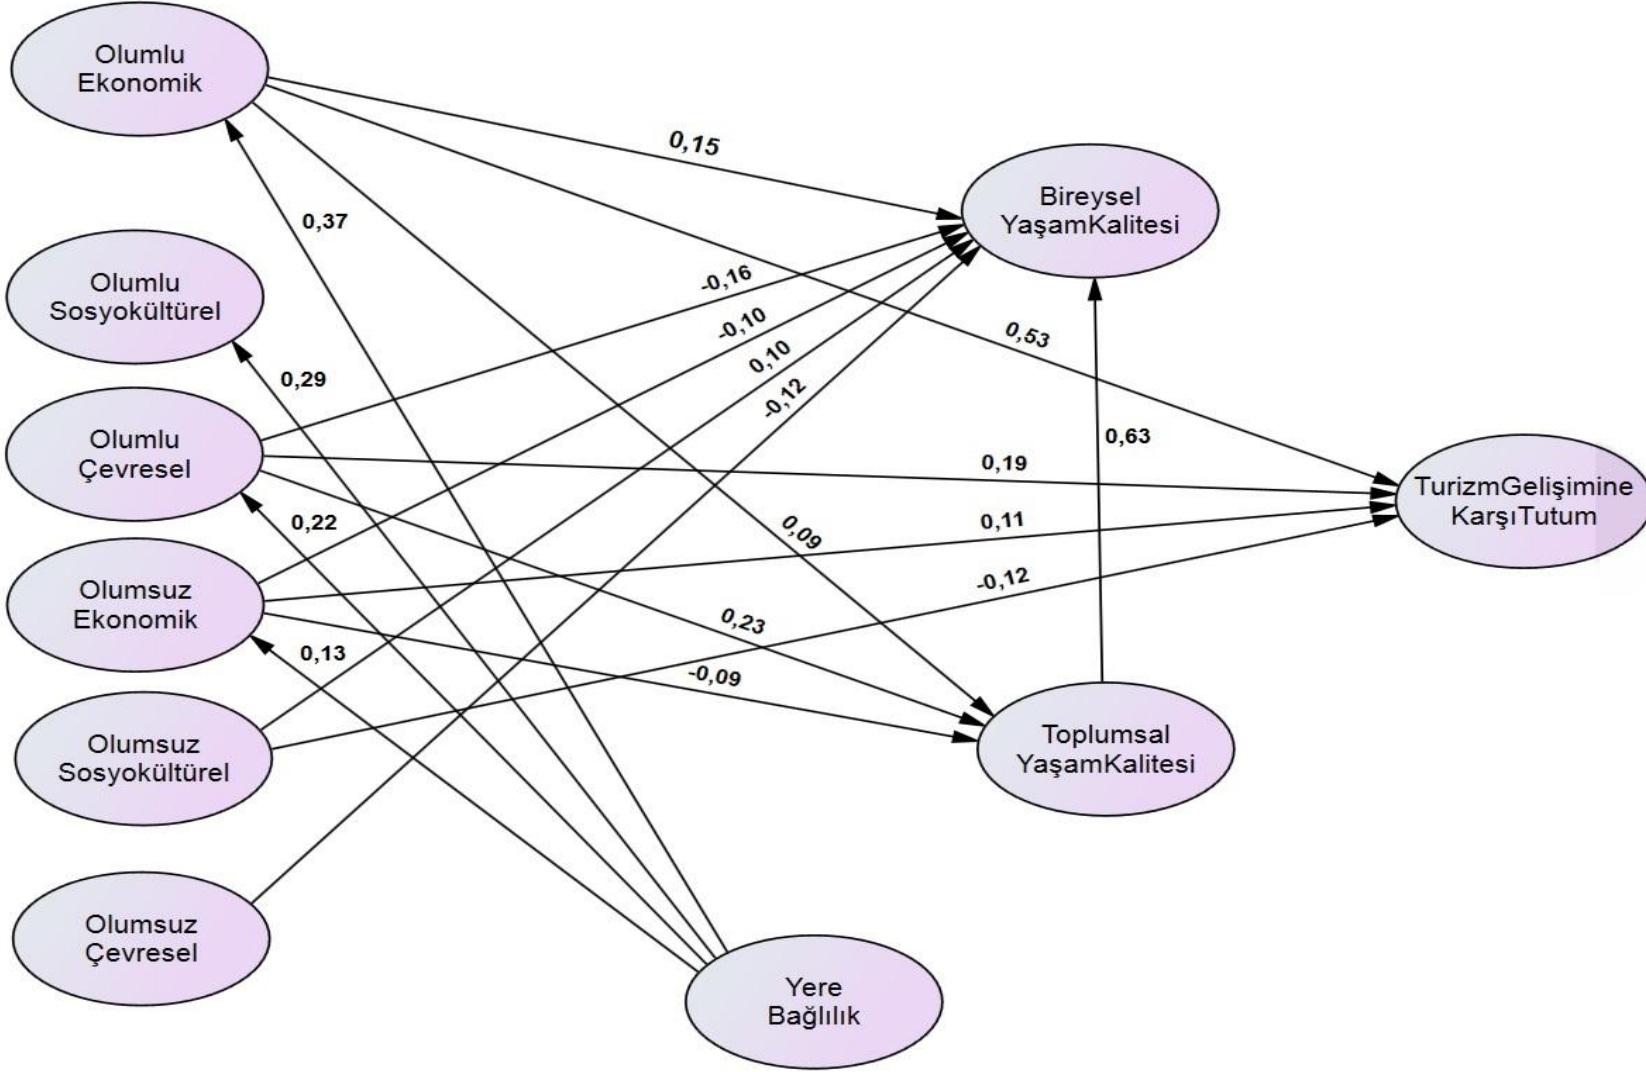 Olumlu
Ekonomik
0,15
Bireysel
YaşamKalitesi
0,37
Olumlu
Sosyokültürel
-0,16
-0,10
0,53
0,10
0,29
-0,12
Olumlu
Çevresel
0,63
0,19
TurizmGelişimine
KarşıTutum
0,22
0,09
0,11
Olumsuz
Ekonomik
-0,12
0,23
0,13
-0,09
Olumsuz
Sosyokültürel
Toplumsal
YaşamKalitesi
Olumsuz
Çevresel
Yere
Bağlılık